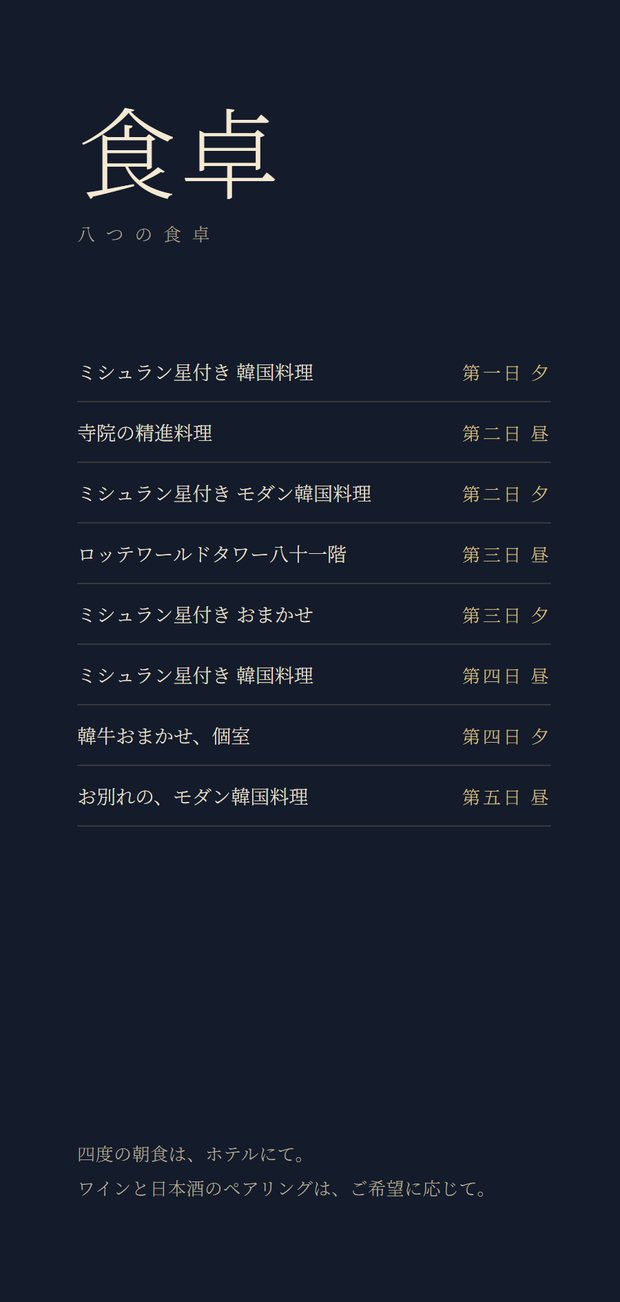 食卓
八つの食卓
ミシュラン星付き 韓国料理 第一日 夕
寺院の精進料理 第二日 昼
ミシュラン星付き モダン韓国料理 第二日 夕
ロッテワールドタワー八十一階 第三日 昼
ミシュラン星付き おまかせ 第三日 夕
ミシュラン星付き 韓国料理 第四日 昼
韓牛おまかせ、個室 第四日 夕
お別れの、モダン韓国料理 第五日 昼
四度の朝食は、ホテルにて。
ワインと日本酒のペアリングは、ご希望に応じて。